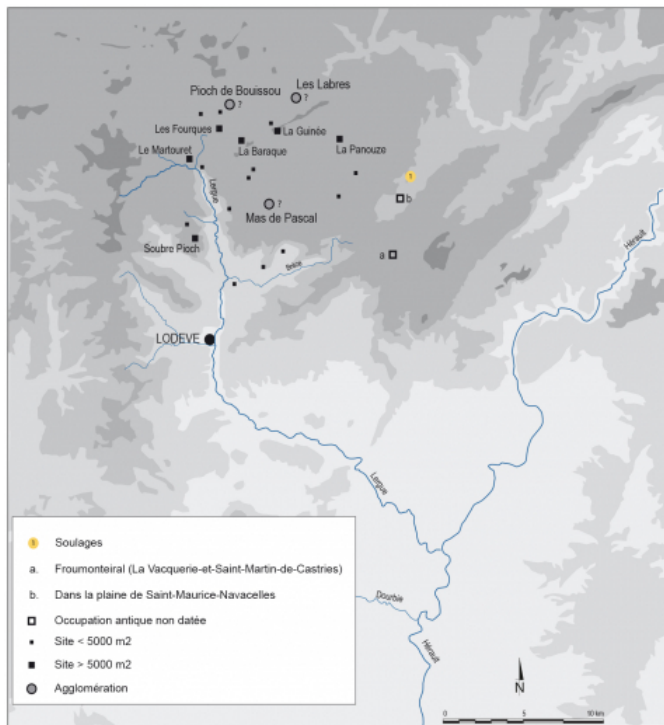 Les Labres
Pioch de Bouissou
?
?
Les Fourques
La Guinée
La Baraque
La Panouze
Le Martouret
Lergue
b
Mas de Pascal
?
Soubre Pioch
Hérault
a
Brèze
LODEVE
Lergue
Dourbie
Hérault
Soulages
a. Froumonteiral (La Vacquerie-et-Saint-Martin-de-Castries)
b. Dans la plaine de Saint-Maurice-Navacelles
Occupation antique non datée
Site < 5000 m2
Site > 5000 m2
Agglomération
N
0 5 10 km